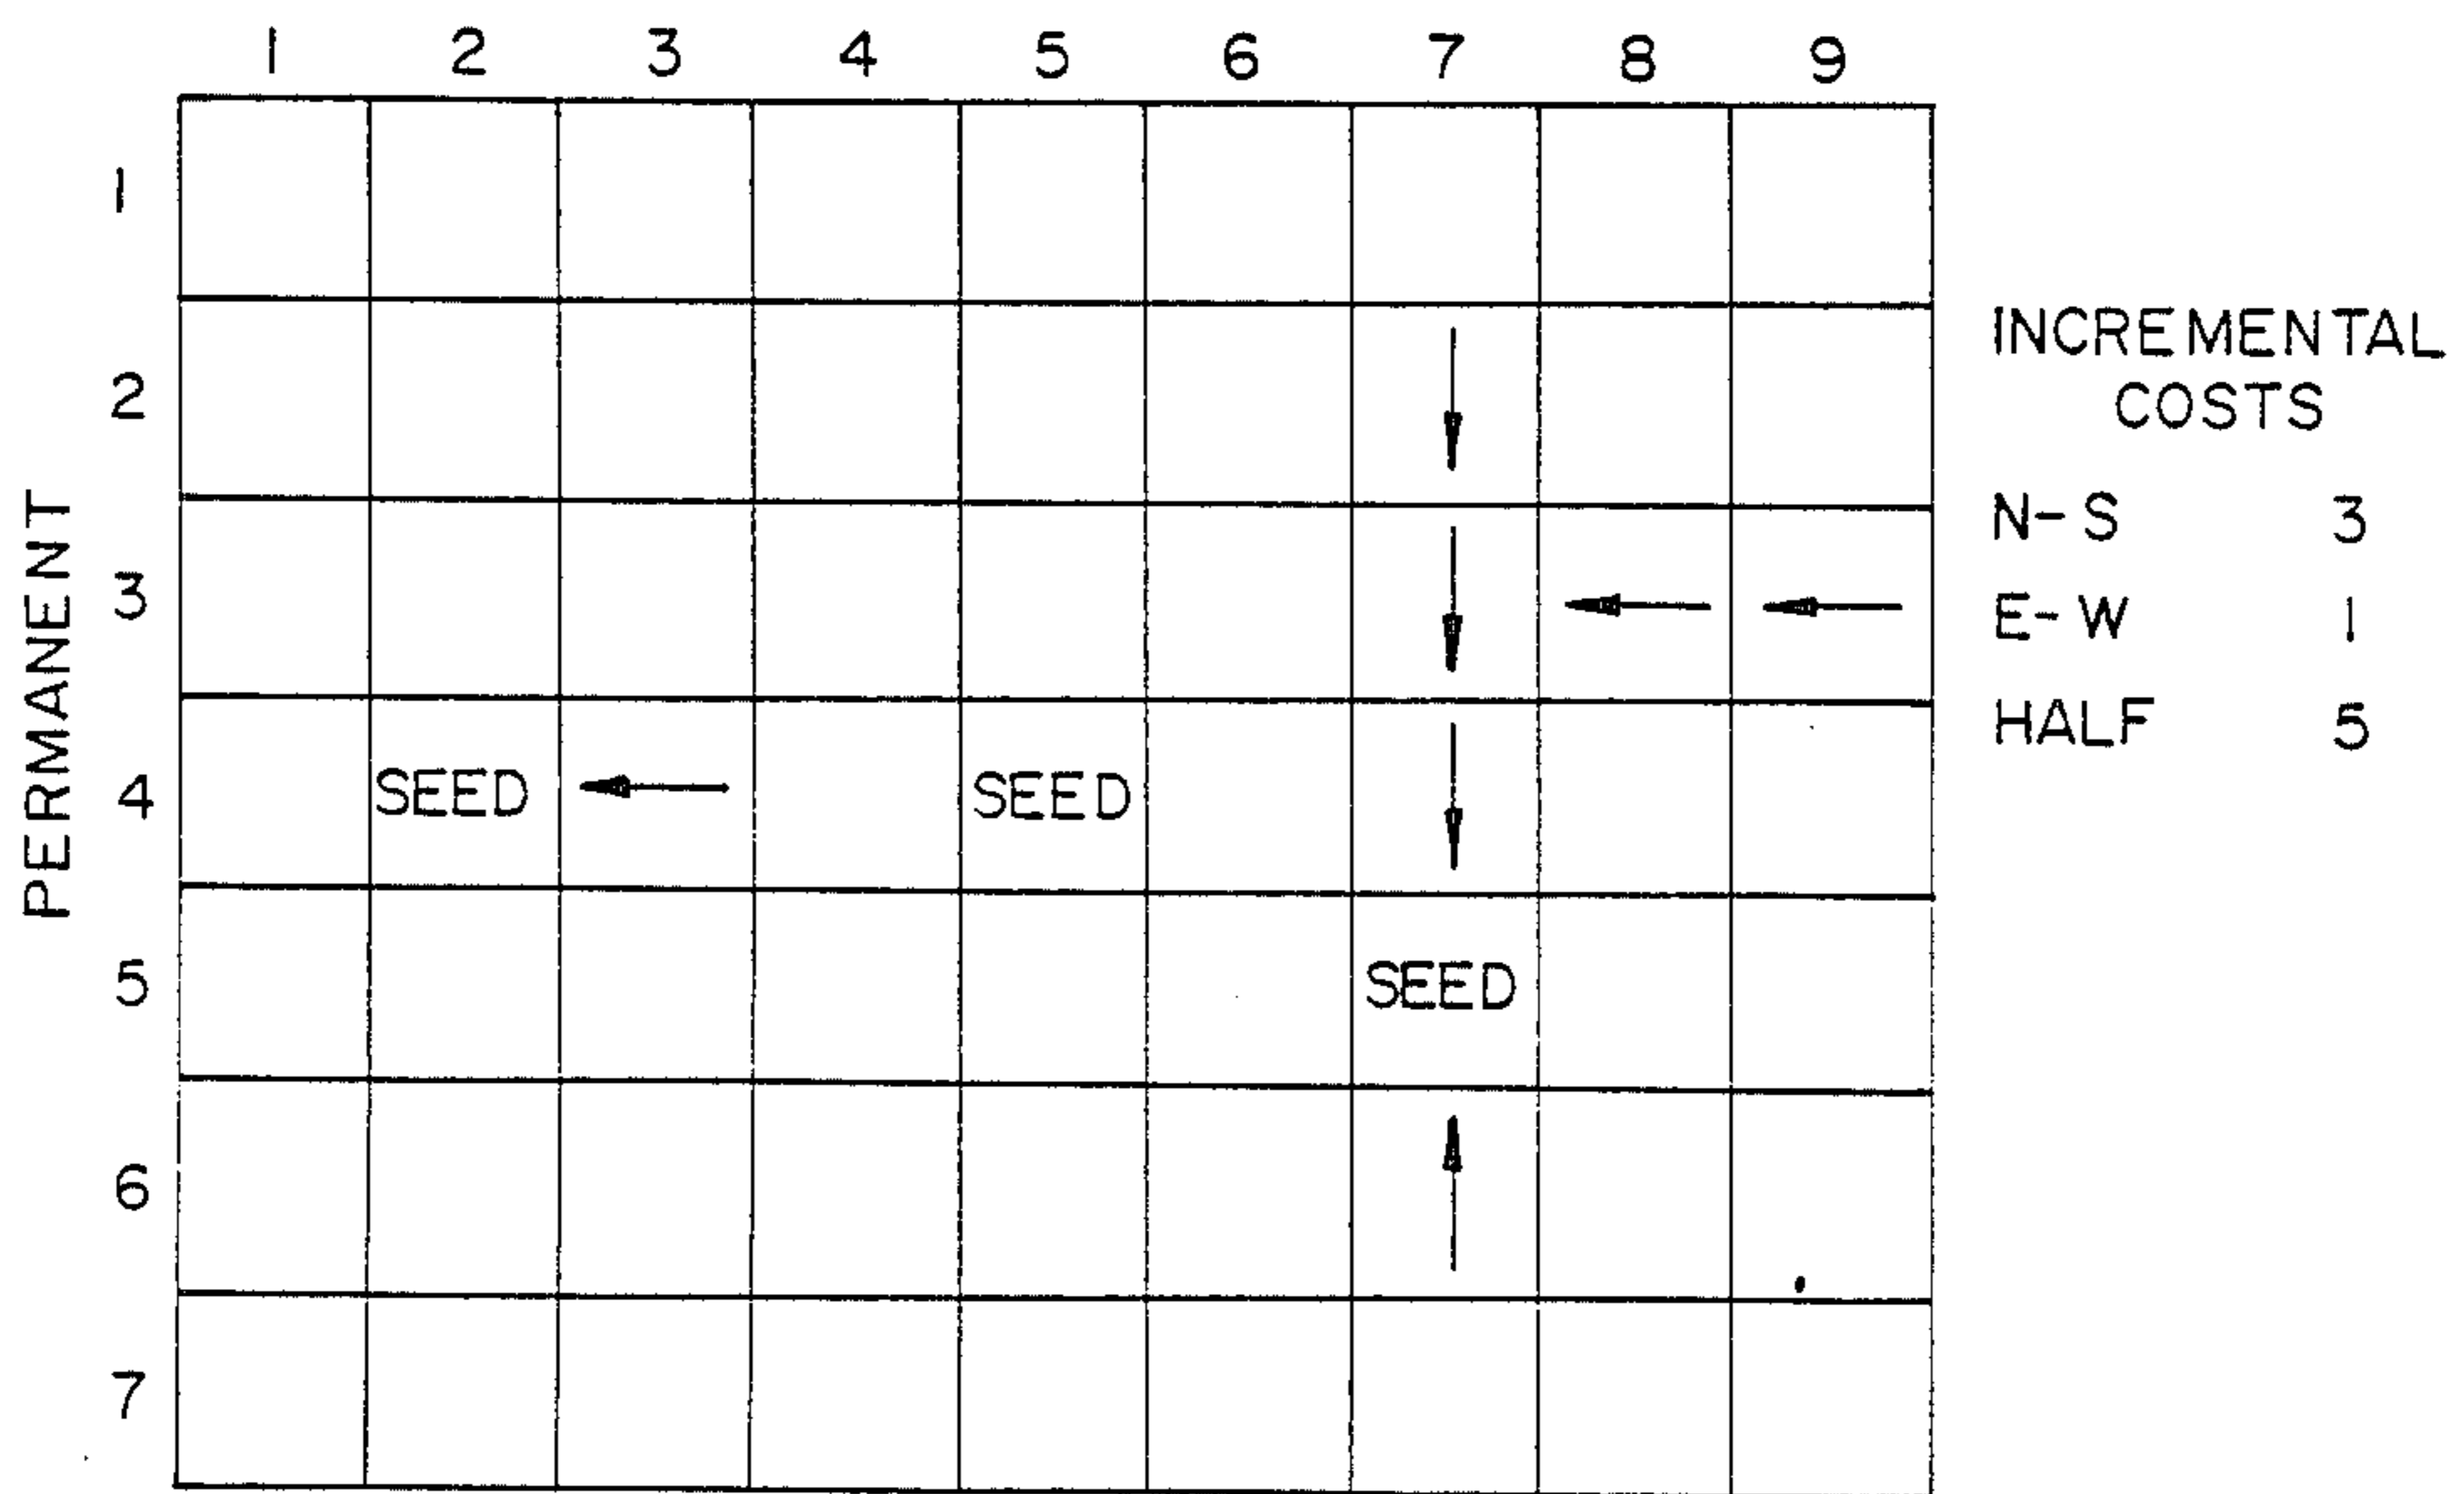 1 2 3 4 5 6 7 8 9
PERMANENT
1
2
3
4 SEED SEED
5 SEED
6
7
INCREMENTAL
COSTS
N-S 3
E-W 1
HALF 5